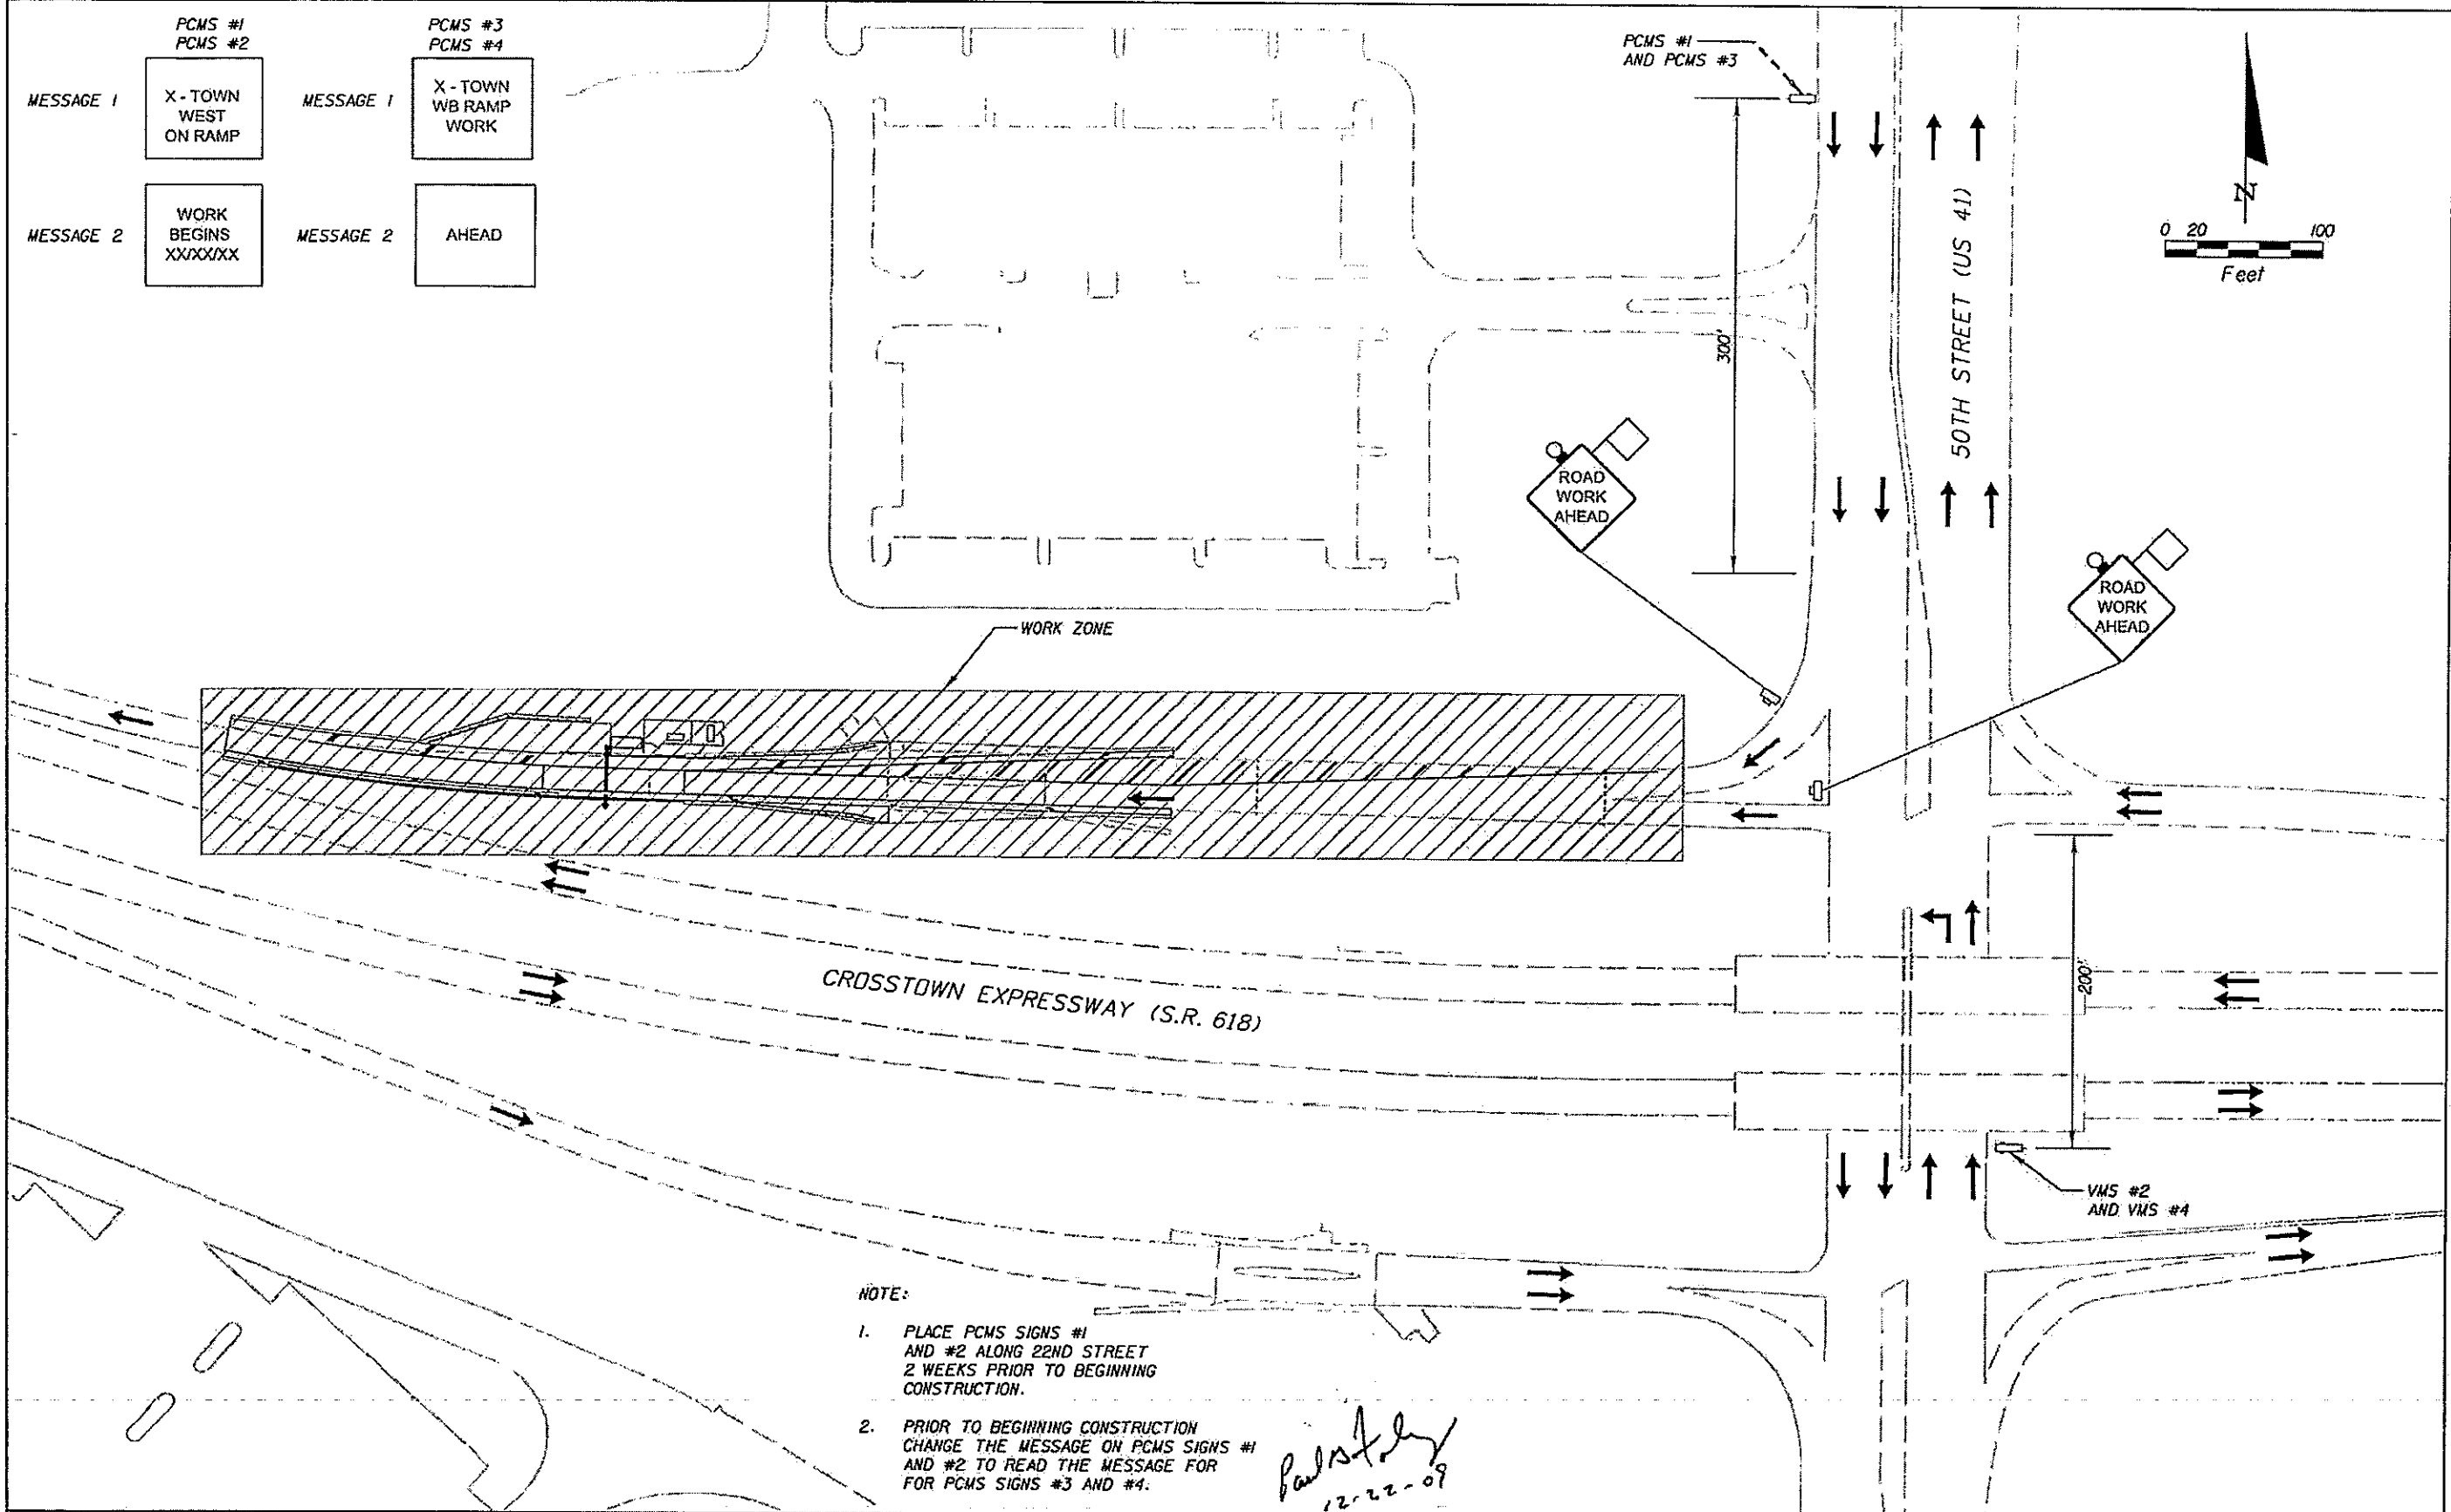 PCMS #1
PCMS #2
PCMS #3
PCMS #4
MESSAGE 1
X - TOWN
WEST
ON RAMP
MESSAGE 1
X - TOWN
WB RAMP
WORK
MESSAGE 2
WORK
BEGINS
XX/XX/XX
MESSAGE 2
AHEAD
PCMS #1
AND PCMS #3
N
0 20 100
Feet
50TH STREET (US 41)
300'
ROAD
WORK
AHEAD
ROAD
WORK
AHEAD
WORK ZONE
CROSSTOWN EXPRESSWAY (S.R. 618)
200'
VMS #2
AND VMS #4
NOTE:
1. PLACE PCMS SIGNS #1
AND #2 ALONG 22ND STREET
2 WEEKS PRIOR TO BEGINNING
CONSTRUCTION.
2. PRIOR TO BEGINNING CONSTRUCTION
CHANGE THE MESSAGE ON PCMS SIGNS #1
AND #2 TO READ THE MESSAGE FOR
FOR PCMS SIGNS #3 AND #4.
12-22-09